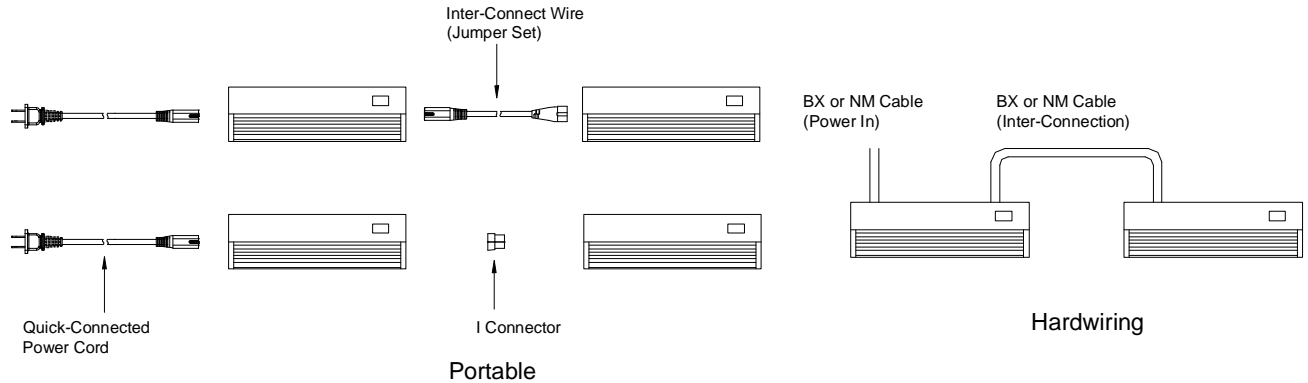 Inter-Connect Wire
(Jumper Set)
BX or NM Cable
(Power In)
BX or NM Cable
(Inter-Connection)
Quick-Connected
Power Cord
I Connector
Portable
Hardwiring